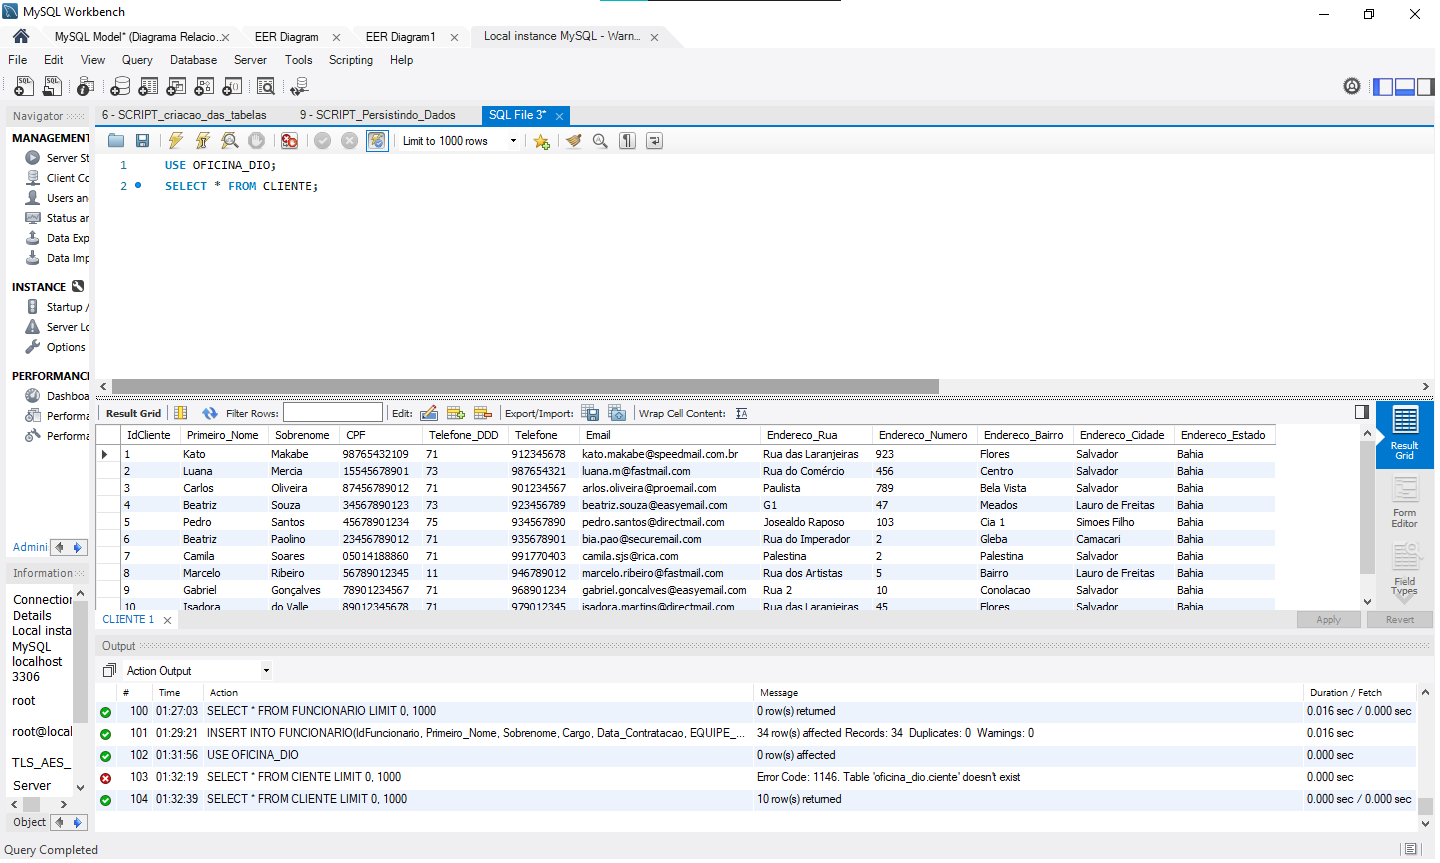 MySQL Workbench
MySQL Model* (Diagrama Relacio... EER Diagram EER Diagram1 Local instance MySQL - Warn...
File Edit View Query Database Server Tools Scripting Help
Navigator
6 - SCRIPT_criacao_das_tabelas 9 - SCRIPT_Persistindo_Dados SQL File 3*
MANAGEMENT
Server St
Client Co
Users an
Status ar
Data Exp
Data Imp
INSTANCE
Startup /
Server Lo
Options
PERFORMANC
Dashboa
Performa
Performa
Admini
Limit to 1000 rows
1 USE OFICINA_DIO;
2 SELECT * FROM CLIENTE;
Result Grid Filter Rows: Edit: Export/Import: Wrap Cell Content:
IdCliente Primeiro_Nome Sobrenome CPF Telefone_DDD Telefone Email Endereco_Rua Endereco_Numero Endereco_Bairro Endereco_Cidade Endereco_Estado
1 Kato Makabe 98765432109 71 912345678 kato.makabe@speedmail.com.br Rua das Laranjeiras 923 Flores Salvador Bahia
2 Luana Mercia 15545678901 73 987654321 luana.m@fastmail.com Rua do Comércio 456 Centro Salvador Bahia
3 Carlos Oliveira 87456789012 71 901234567 arlos.oliveira@proemail.com Paulista 789 Bela Vista Salvador Bahia
4 Beatriz Souza 34567890123 73 923456789 beatriz.souza@easyemail.com G1 47 Meados Lauro de Freitas Bahia
5 Pedro Santos 45678901234 75 934567890 pedro.santos@directmail.com Josealdo Raposo 103 Cia 1 Simoes Filho Bahia
6 Beatriz Paolino 23456789012 71 935678901 bia.pao@securemail.com Rua do Imperador 2 Gleba Camacari Bahia
7 Camila Soares 05014188860 71 991770403 camila.sjs@rica.com Palestina 2 Palestina Salvador Bahia
8 Marcelo Ribeiro 56789012345 11 946789012 marcelo.ribeiro@fastmail.com Rua dos Artistas 5 Bairro Lauro de Freitas Bahia
9 Gabriel Gonçalves 78901234567 71 968901234 gabriel.goncalves@easyemail.com Rua 2 10 Conolacao Salvador Bahia
10 Isadora do Valle 89012345678 71 979012345 isadora.martins@directmail.com Rua das Laranjeiras 45 Flores Salvador Bahia
Result Grid
Form Editor
Field Types
CLIENTE 1 Apply Revert
Information
Connection
Details
Local insta
MySQL
localhost
3306
root
root@local
TLS_AES_
Server
Object
Output
Action Output
# Time Action Message Duration / Fetch
100 01:27:03 SELECT * FROM FUNCIONARIO LIMIT 0, 1000 0 row(s) returned 0.016 sec / 0.000 sec
101 01:29:21 INSERT INTO FUNCIONARIO(IdFuncionario, Primeiro_Nome, Sobrenome, Cargo, Data_Contratacao, EQUIPE_... 34 row(s) affected Records: 34 Duplicates: 0 Warnings: 0 0.016 sec
102 01:31:56 USE OFICINA_DIO 0 row(s) affected 0.000 sec
103 01:32:19 SELECT * FROM CIENTE LIMIT 0, 1000 Error Code: 1146. Table 'oficina_dio.ciente' doesn't exist 0.000 sec
104 01:32:39 SELECT * FROM CLIENTE LIMIT 0, 1000 10 row(s) returned 0.000 sec / 0.000 sec
Query Completed